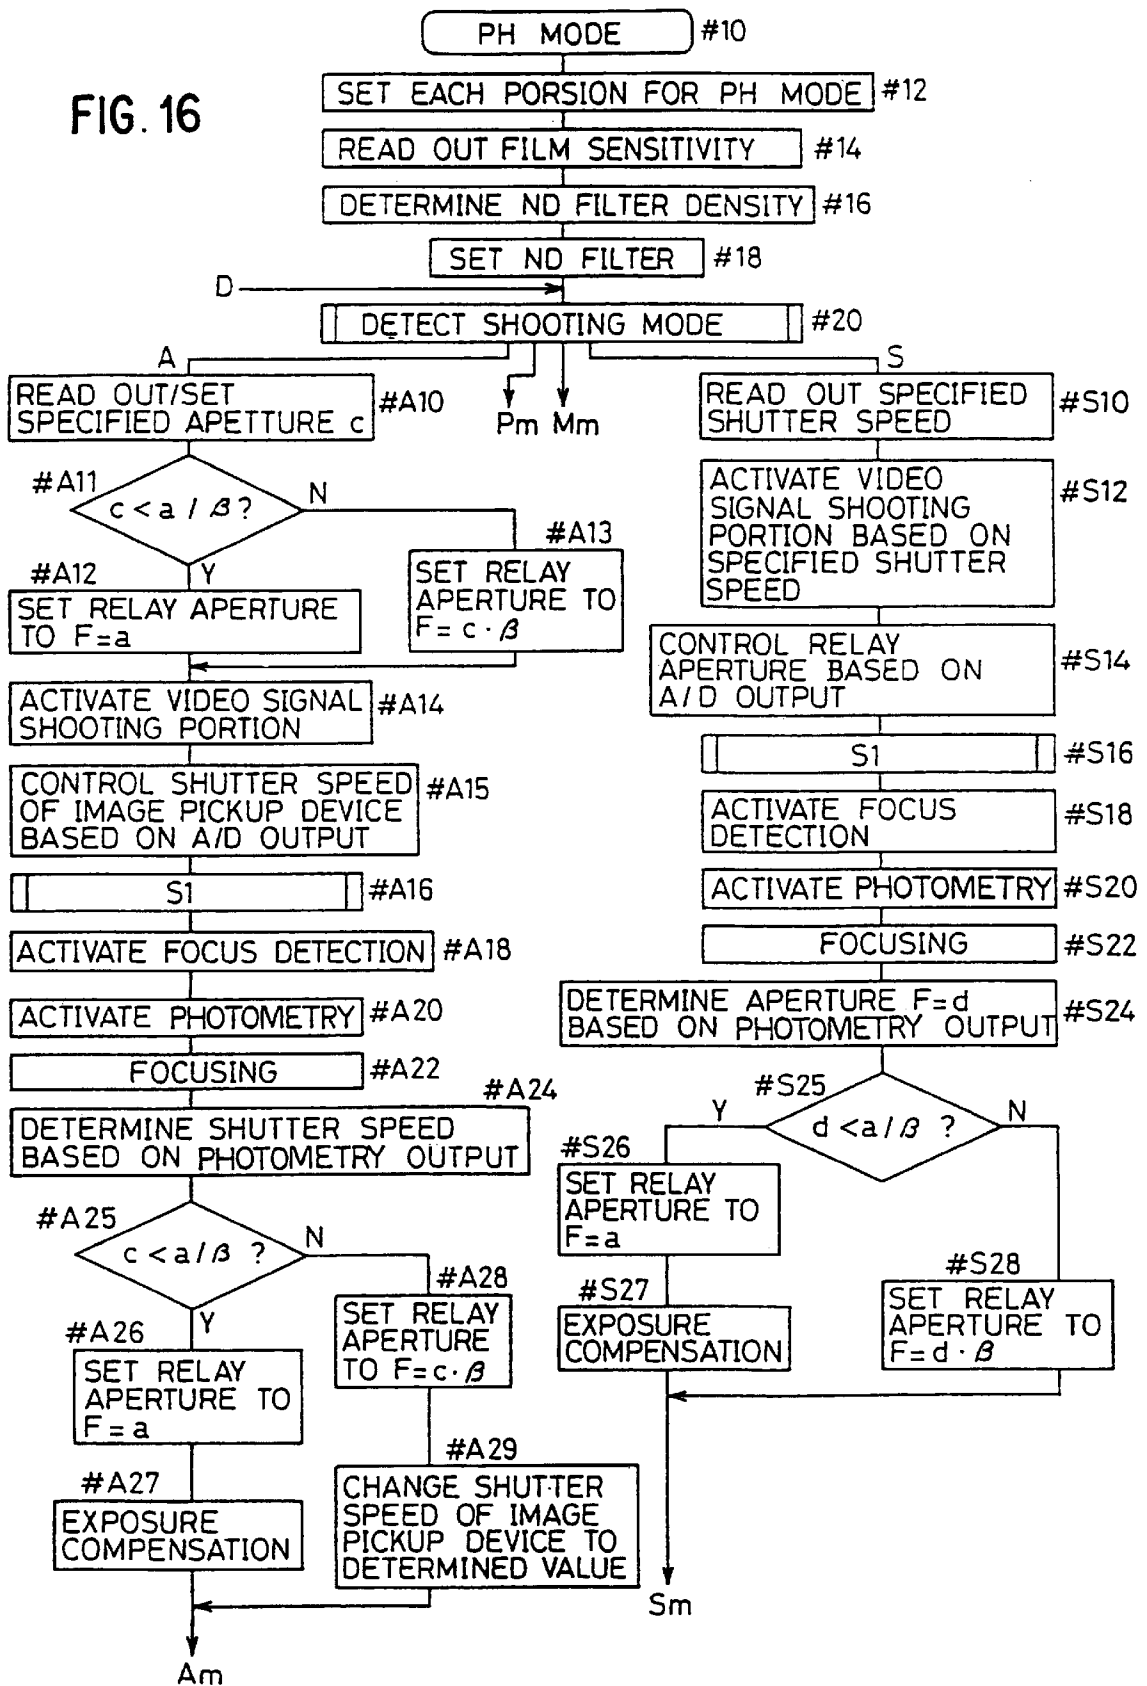 FIG. 16
PH MODE #10
SET EACH PORSION FOR PH MODE #12
READ OUT FILM SENSITIVITY #14
DETERMINE ND FILTER DENSITY #16
SET ND FILTER #18
D
DETECT SHOOTING MODE #20
A
Pm Mm
S
READ OUT/SET
SPECIFIED APETTURE c
#A10
#A11
c < a / β ?
N
Y
#A12
SET RELAY APERTURE
TO F=a
#A13
SET RELAY
APERTURE TO
F= c · β
ACTIVATE VIDEO SIGNAL
SHOOTING PORTION
#A14
CONTROL SHUTTER SPEED
OF IMAGE PICKUP DEVICE
BASED ON A/D OUTPUT
#A15
S1 #A16
ACTIVATE FOCUS DETECTION #A18
ACTIVATE PHOTOMETRY #A20
FOCUSING #A22
#A24
DETERMINE SHUTTER SPEED
BASED ON PHOTOMETRY OUTPUT
#A25
c < a / β ?
N
Y
#A26
SET RELAY
APERTURE TO
F = a
#A27
EXPOSURE
COMPENSATION
#A28
SET RELAY
APERTURE
TO F=c·β
#A29
CHANGE SHUTTER
SPEED OF IMAGE
PICKUP DEVICE TO
DETERMINED VALUE
Am
READ OUT SPECIFIED
SHUTTER SPEED
#S10
ACTIVATE VIDEO
SIGNAL SHOOTING
PORTION BASED ON
SPECIFIED SHUTTER
SPEED
#S12
CONTROL RELAY
APERTURE BASED ON
A/D OUTPUT
#S14
S1 #S16
ACTIVATE FOCUS
DETECTION
#S18
ACTIVATE PHOTOMETRY #S20
FOCUSING #S22
DETERMINE APERTURE F=d
BASED ON PHOTOMETRY OUTPUT
#S24
#S25
d < a / β ?
Y
N
#S26
SET RELAY
APERTURE TO
F=a
#S27
EXPOSURE
COMPENSATION
#S28
SET RELAY
APERTURE TO
F=d · β
Sm